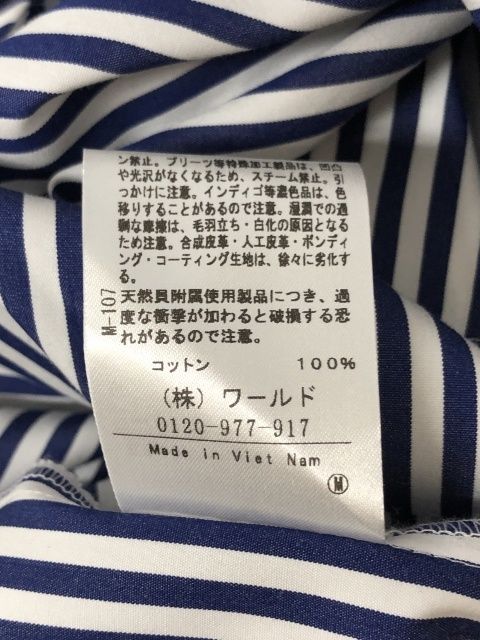 ン禁止。プリーツ等特殊加工製品は、凹凸
や光沢がなくなるため、スチーム禁止。引
っかけに注意。インディゴ等濃色品は、色
移りすることがあるので注意。湿潤での過
剰な摩擦は、毛羽立ち・白化の原因となる
ため注意。合成皮革・人工皮革・ボンディ
ング・コーティング生地は、徐々に劣化す
る。
天然貝附属使用製品につき、過
度な衝撃が加わると破損する恐
れがあるので注意。
M-107
コットン 100%
(株) ワールド
0120-977-917
Made in Viet Nam
M